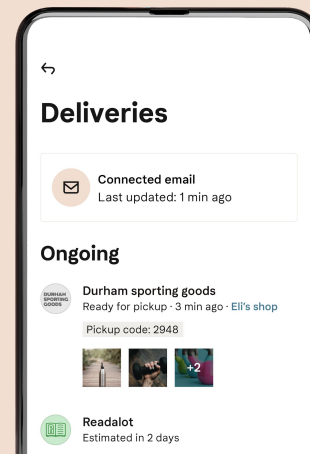 Deliveries
Connected email
Last updated: 1 min ago
Ongoing
DURHAM
SPORTING
GOODS
Durham sporting goods
Ready for pickup · 3 min ago · Eli's shop
Pickup code: 2948
+2
Readalot
Estimated in 2 days